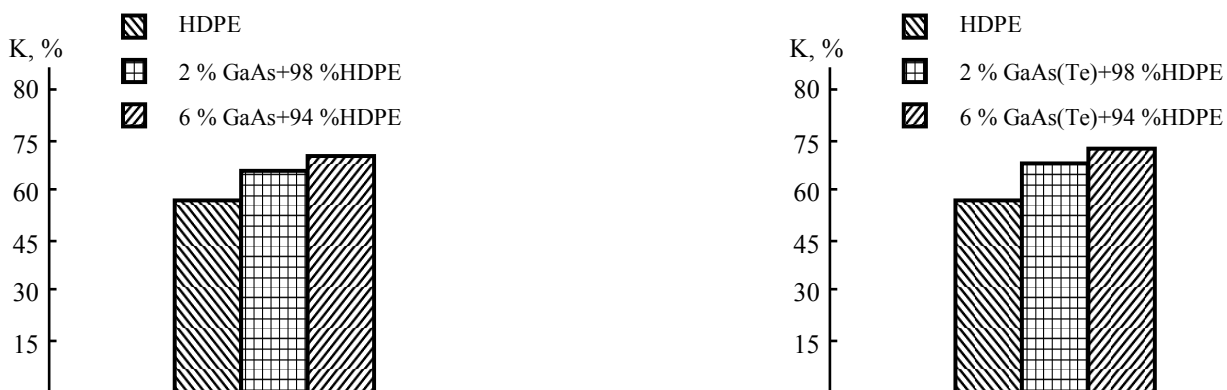 HDPE
K, %
2 % GaAs+98 %HDPE
80
6 % GaAs+94 %HDPE
75
60
45
30
15
HDPE
K, %
2 % GaAs(Te)+98 %HDPE
80
6 % GaAs(Te)+94 %HDPE
75
60
45
30
15